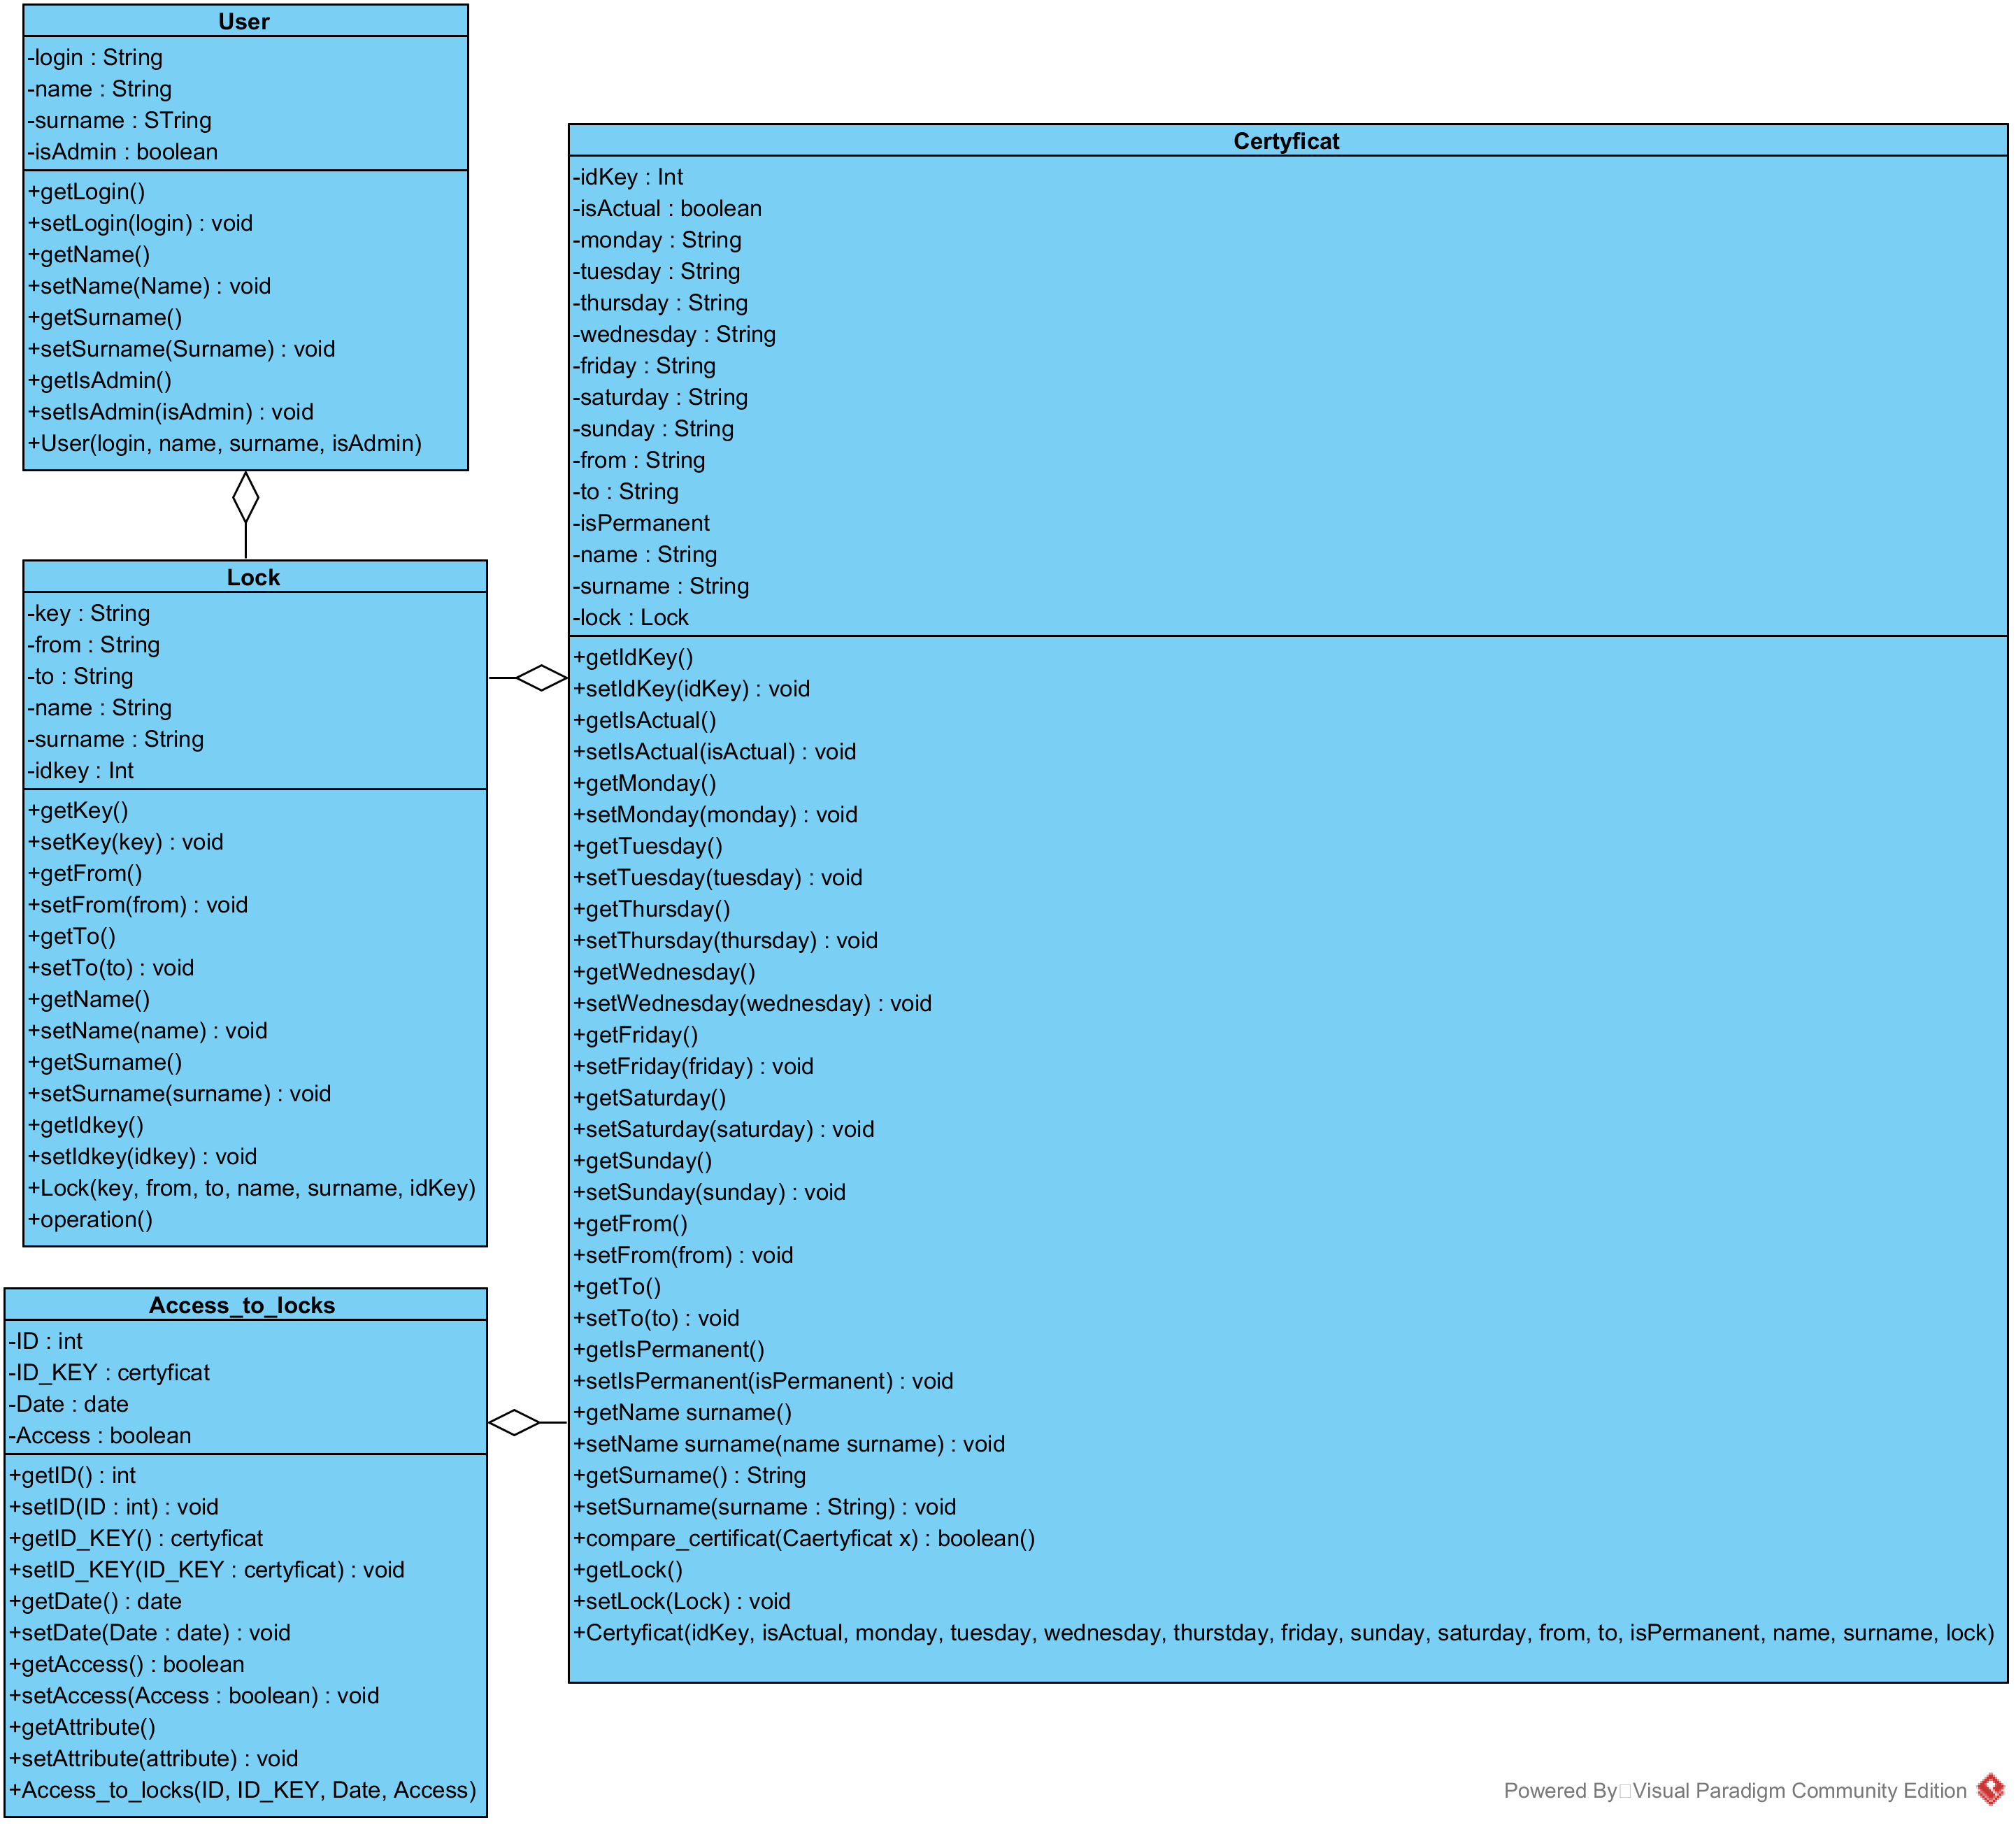 User
-login : String
-name : String
-surname : STring
-isAdmin : boolean
+getLogin()
+setLogin(login) : void
+getName()
+setName(Name) : void
+getSurname()
+setSurname(Surname) : void
+getIsAdmin()
+setIsAdmin(isAdmin) : void
+User(login, name, surname, isAdmin)
Lock
-key : String
-from : String
-to : String
-name : String
-surname : String
-idkey : Int
+getKey()
+setKey(key) : void
+getFrom()
+setFrom(from) : void
+getTo()
+setTo(to) : void
+getName()
+setName(name) : void
+getSurname()
+setSurname(surname) : void
+getIdkey()
+setIdkey(idkey) : void
+Lock(key, from, to, name, surname, idKey)
+operation()
Access_to_locks
-ID : int
-ID_KEY : certyficat
-Date : date
-Access : boolean
+getID() : int
+setID(ID : int) : void
+getID_KEY() : certyficat
+setID_KEY(ID_KEY : certyficat) : void
+getDate() : date
+setDate(Date : date) : void
+getAccess() : boolean
+setAccess(Access : boolean) : void
+getAttribute()
+setAttribute(attribute) : void
+Access_to_locks(ID, ID_KEY, Date, Access)
Certyficat
-idKey : Int
-isActual : boolean
-monday : String
-tuesday : String
-thursday : String
-wednesday : String
-friday : String
-saturday : String
-sunday : String
-from : String
-to : String
-isPermanent
-name : String
-surname : String
-lock : Lock
+getIdKey()
+setIdKey(idKey) : void
+getIsActual()
+setIsActual(isActual) : void
+getMonday()
+setMonday(monday) : void
+getTuesday()
+setTuesday(tuesday) : void
+getThursday()
+setThursday(thursday) : void
+getWednesday()
+setWednesday(wednesday) : void
+getFriday()
+setFriday(friday) : void
+getSaturday()
+setSaturday(saturday) : void
+getSunday()
+setSunday(sunday) : void
+getFrom()
+setFrom(from) : void
+getTo()
+setTo(to) : void
+getIsPermanent()
+setIsPermanent(isPermanent) : void
+getName surname()
+setName surname(name surname) : void
+getSurname() : String
+setSurname(surname : String) : void
+compare_certificat(Caertyficat x) : boolean()
+getLock()
+setLock(Lock) : void
+Certyficat(idKey, isActual, monday, tuesday, wednesday, thurstday, friday, sunday, saturday, from, to, isPermanent, name, surname, lock)
Powered By Visual Paradigm Community Edition